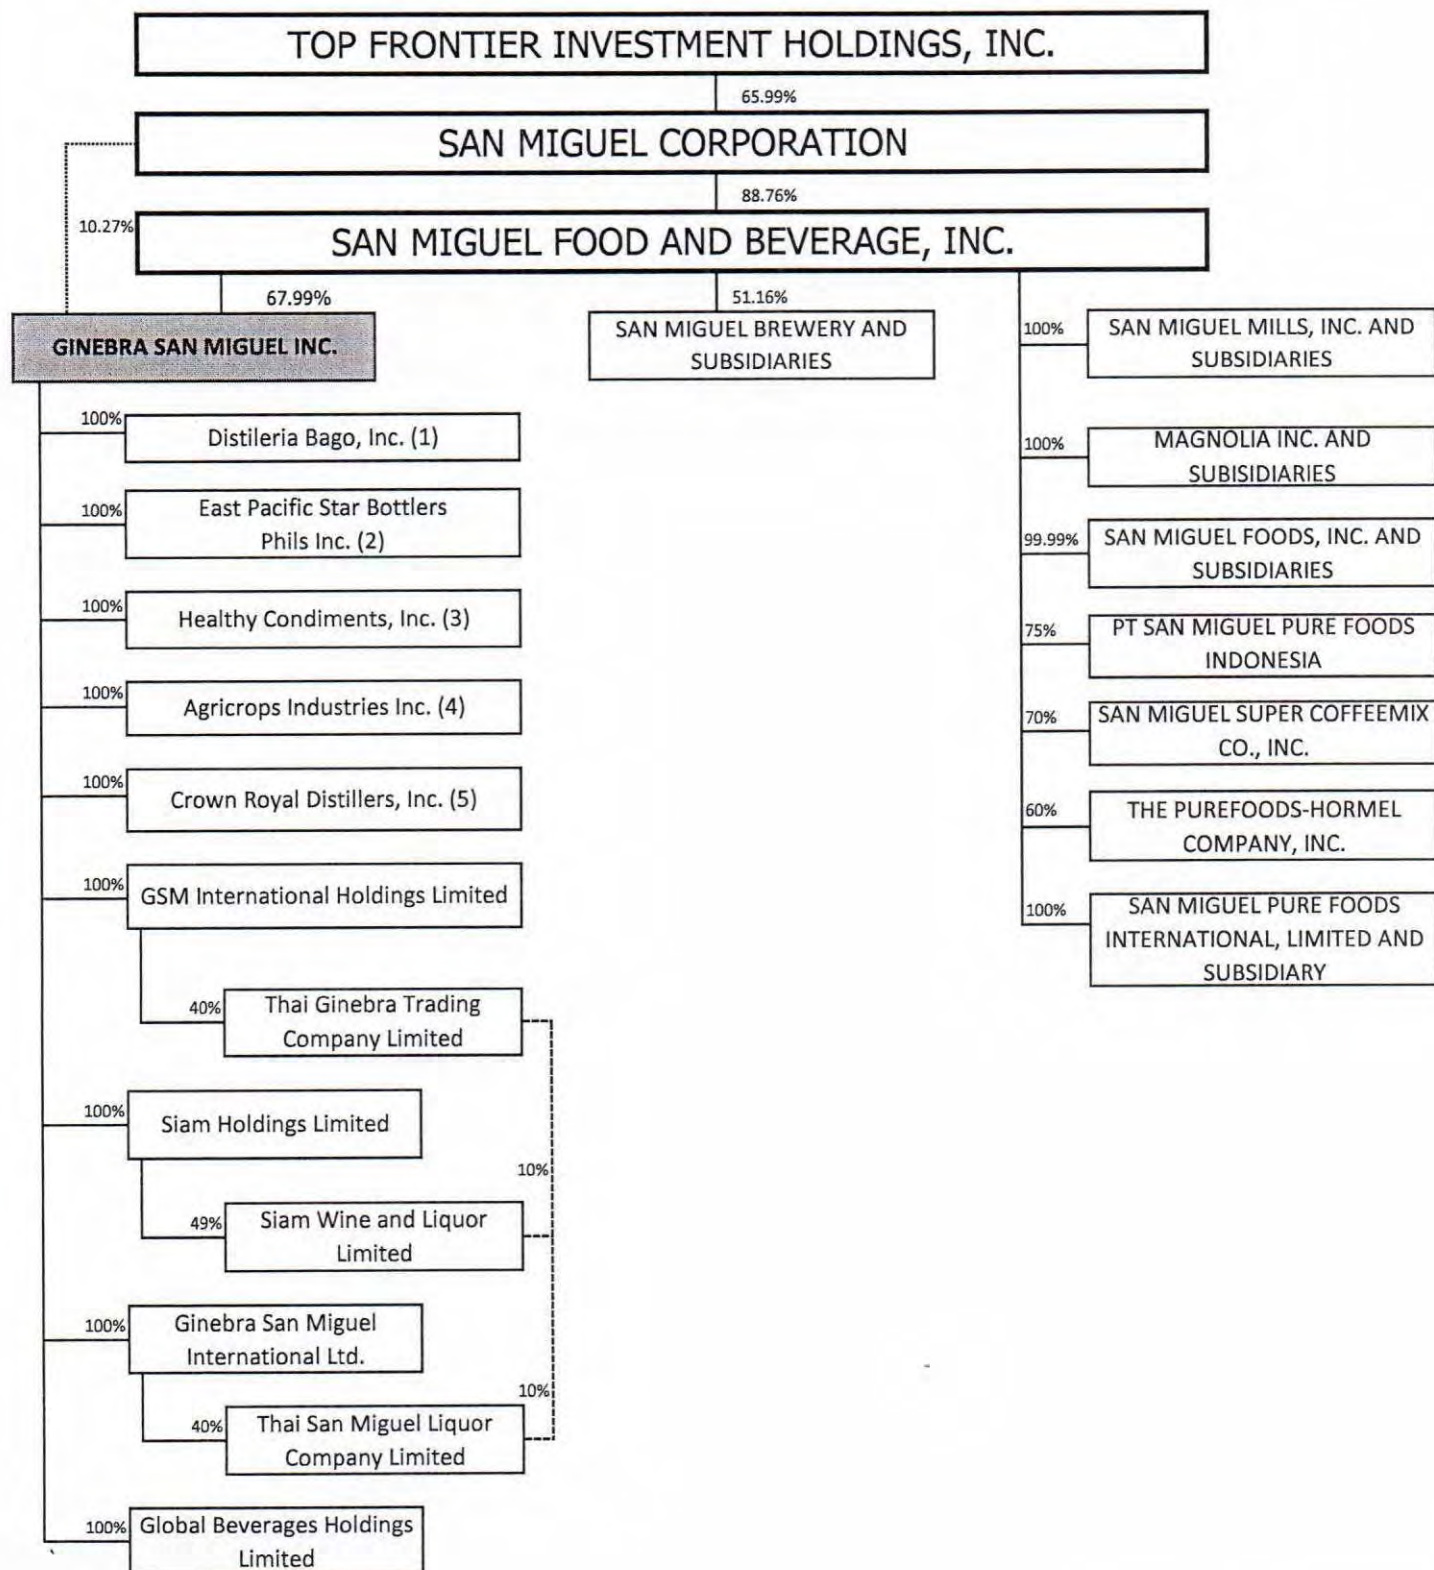 TOP FRONTIER INVESTMENT HOLDINGS, INC.
65.99%
SAN MIGUEL CORPORATION
88.76%
10.27%
SAN MIGUEL FOOD AND BEVERAGE, INC.
67.99%
51.16%
GINEBRA SAN MIGUEL INC.
SAN MIGUEL BREWERY AND
SUBSIDIARIES
100%
SAN MIGUEL MILLS, INC. AND
SUBSIDIARIES
100%
MAGNOLIA INC. AND
SUBISIDIARIES
99.99%
SAN MIGUEL FOODS, INC. AND
SUBSIDIARIES
75%
PT SAN MIGUEL PURE FOODS
INDONESIA
70%
SAN MIGUEL SUPER COFFEEMIX
CO., INC.
60%
THE PUREFOODS-HORMEL
COMPANY, INC.
100%
SAN MIGUEL PURE FOODS
INTERNATIONAL, LIMITED AND
SUBSIDIARY
100%
Distileria Bago, Inc. (1)
100%
East Pacific Star Bottlers
Phils Inc. (2)
100%
Healthy Condiments, Inc. (3)
100%
Agricrops Industries Inc. (4)
100%
Crown Royal Distillers, Inc. (5)
100%
GSM International Holdings Limited
40%
Thai Ginebra Trading
Company Limited
100%
Siam Holdings Limited
10%
49%
Siam Wine and Liquor
Limited
100%
Ginebra San Miguel
International Ltd.
10%
40%
Thai San Miguel Liquor
Company Limited
100%
Global Beverages Holdings
Limited